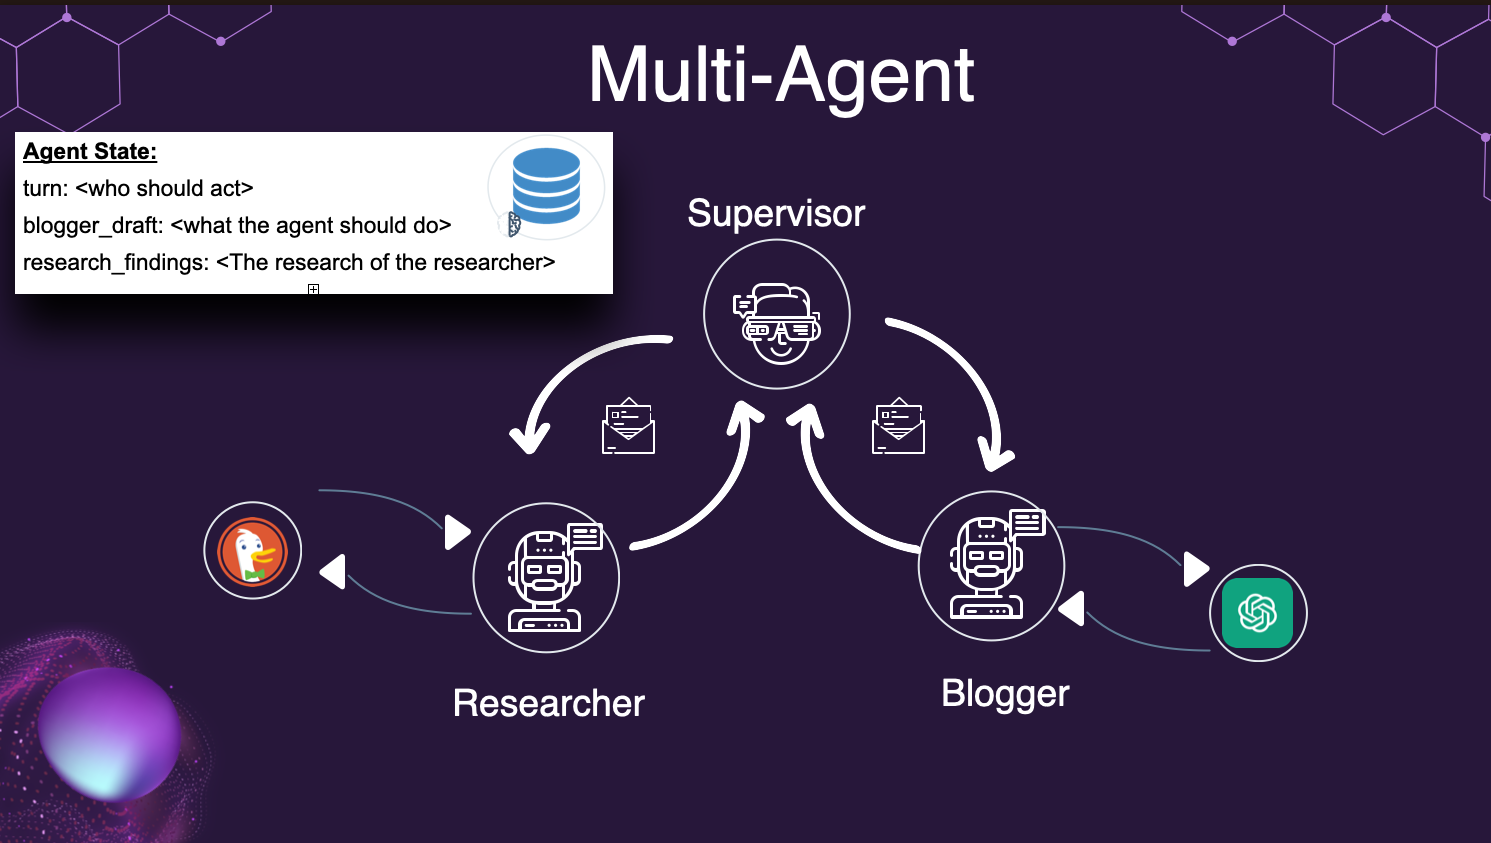 Multi-Agent
Agent State:
turn: <who should act>
blogger_draft: <what the agent should do>
research_findings: <The research of the researcher>
Supervisor
Researcher
Blogger